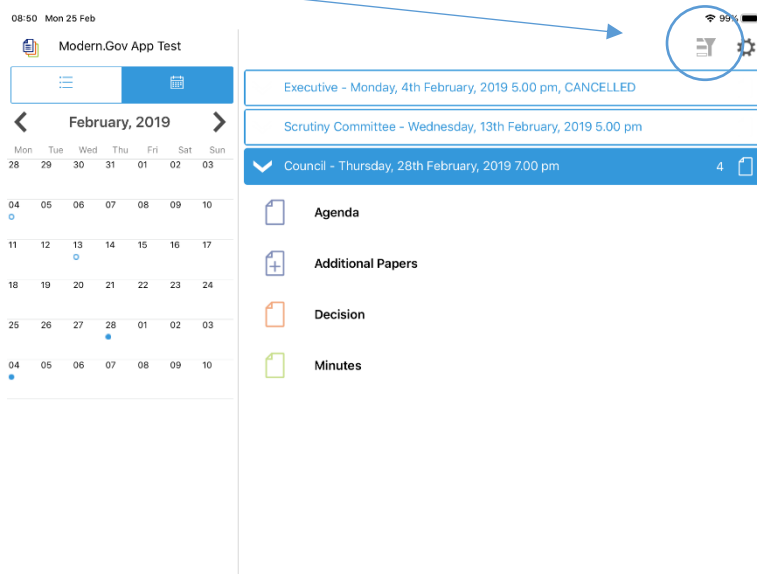 08:50 Mon 25 Feb
99%
Modern.Gov App Test
February, 2019
Mon Tue Wed Thu Fri Sat Sun
28 29 30 31 01 02 03
04 05 06 07 08 09 10
11 12 13 14 15 16 17
18 19 20 21 22 23 24
25 26 27 28 01 02 03
04 05 06 07 08 09 10
Executive - Monday, 4th February, 2019 5.00 pm, CANCELLED
Scrutiny Committee - Wednesday, 13th February, 2019 5.00 pm
Council - Thursday, 28th February, 2019 7.00 pm 4
Agenda
Additional Papers
Decision
Minutes